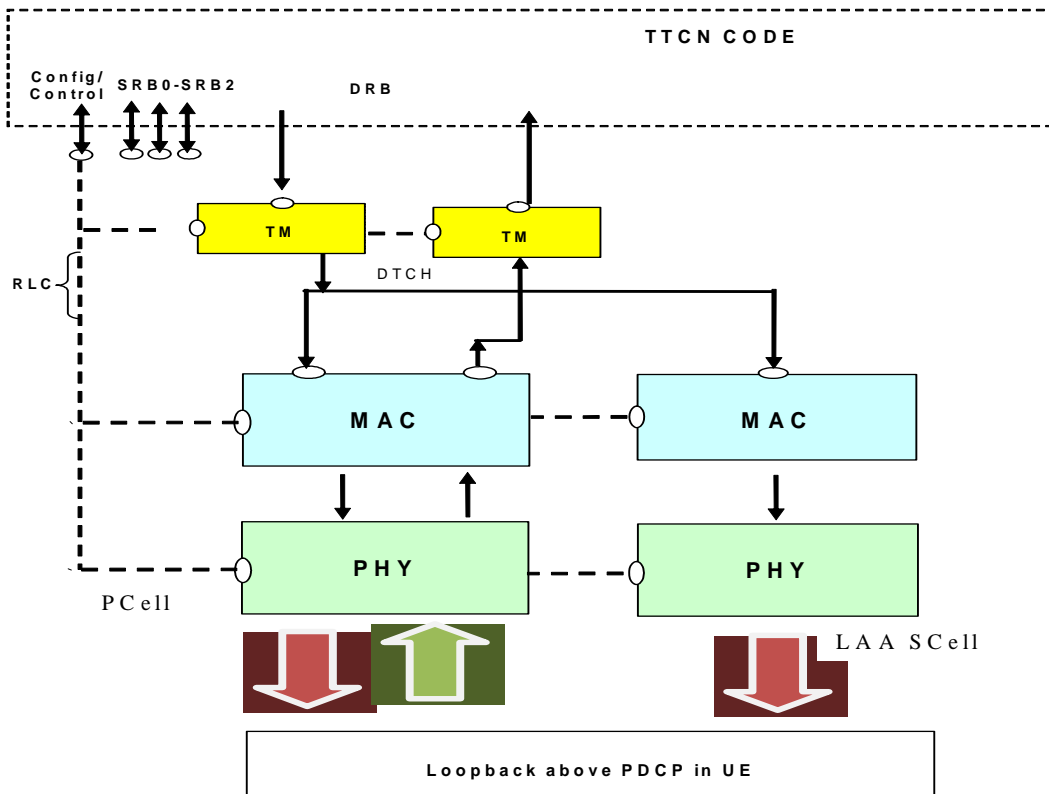 TTCN CODE
Config/
Control
SRB0-SRB2
DRB
TM
TM
DTCH
RLC
MAC
MAC
PHY
PHY
PCell
LAA SCell
Loopback above PDCP in UE